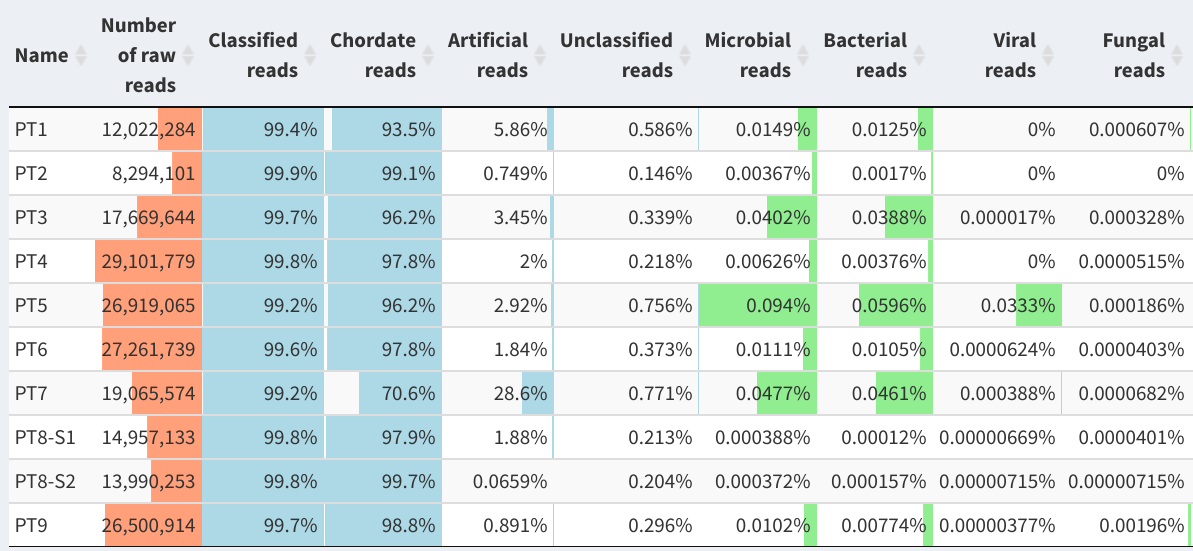 Name Number of raw reads Classified reads Chordate reads Artificial reads Unclassified reads Microbial reads Bacterial reads Viral reads Fungal reads
PT1 12,022,284 99.4% 93.5% 5.86% 0.586% 0.0149% 0.0125% 0% 0.000607%
PT2 8,294,101 99.9% 99.1% 0.749% 0.146% 0.00367% 0.0017% 0% 0%
PT3 17,669,644 99.7% 96.2% 3.45% 0.339% 0.0402% 0.0388% 0.000017% 0.000328%
PT4 29,101,779 99.8% 97.8% 2% 0.218% 0.00626% 0.00376% 0% 0.0000515%
PT5 26,919,065 99.2% 96.2% 2.92% 0.756% 0.094% 0.0596% 0.0333% 0.000186%
PT6 27,261,739 99.6% 97.8% 1.84% 0.373% 0.0111% 0.0105% 0.0000624% 0.0000403%
PT7 19,065,574 99.2% 70.6% 28.6% 0.771% 0.0477% 0.0461% 0.000388% 0.0000682%
PT8-S1 14,957,133 99.8% 97.9% 1.88% 0.213% 0.000388% 0.00012% 0.00000669% 0.0000401%
PT8-S2 13,990,253 99.8% 99.7% 0.0659% 0.204% 0.000372% 0.000157% 0.00000715% 0.00000715%
PT9 26,500,914 99.7% 98.8% 0.891% 0.296% 0.0102% 0.00774% 0.00000377% 0.00196%